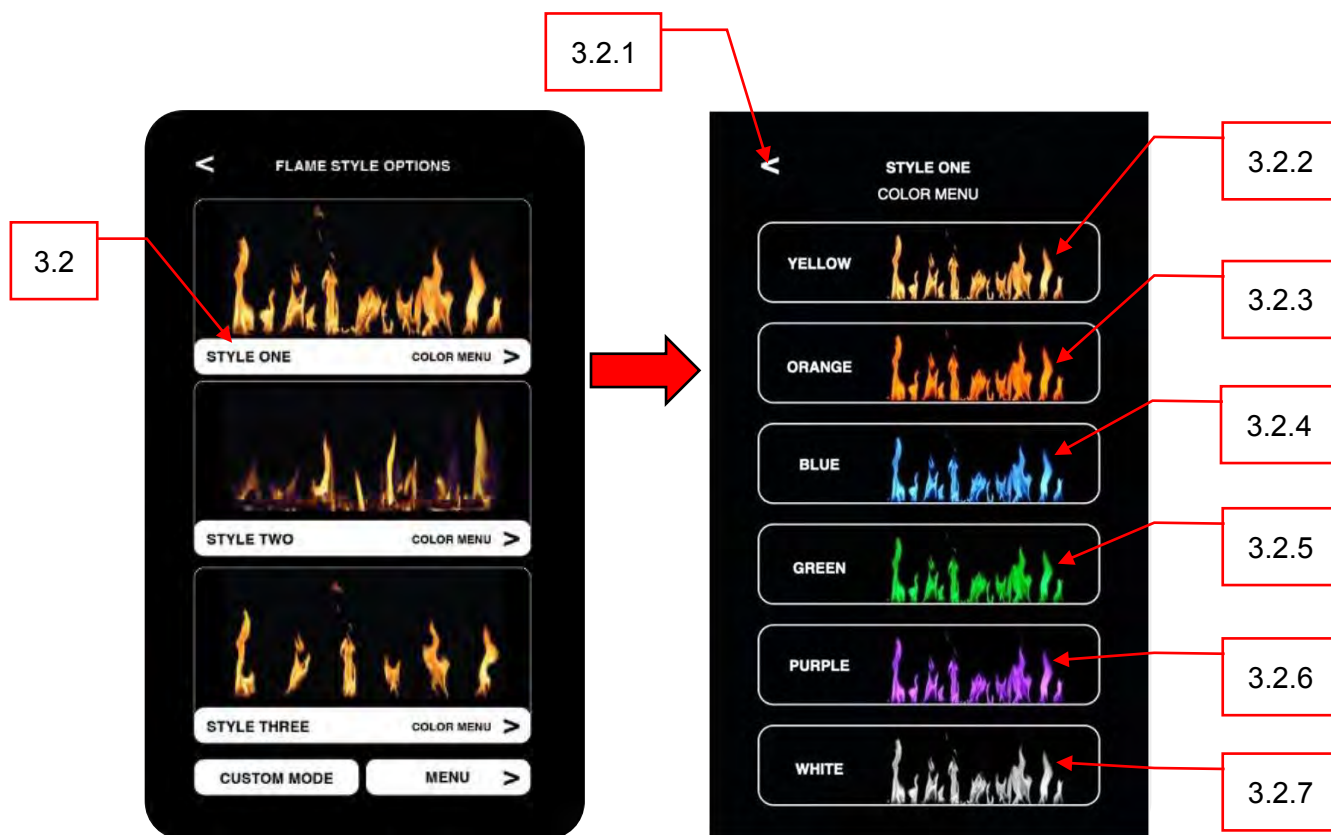 3.2.1
3.2
< FLAME STYLE OPTIONS
STYLE ONE COLOR MENU >
STYLE TWO COLOR MENU >
STYLE THREE COLOR MENU >
CUSTOM MODE MENU >
< STYLE ONE
COLOR MENU
YELLOW
ORANGE
BLUE
GREEN
PURPLE
WHITE
3.2.2
3.2.3
3.2.4
3.2.5
3.2.6
3.2.7